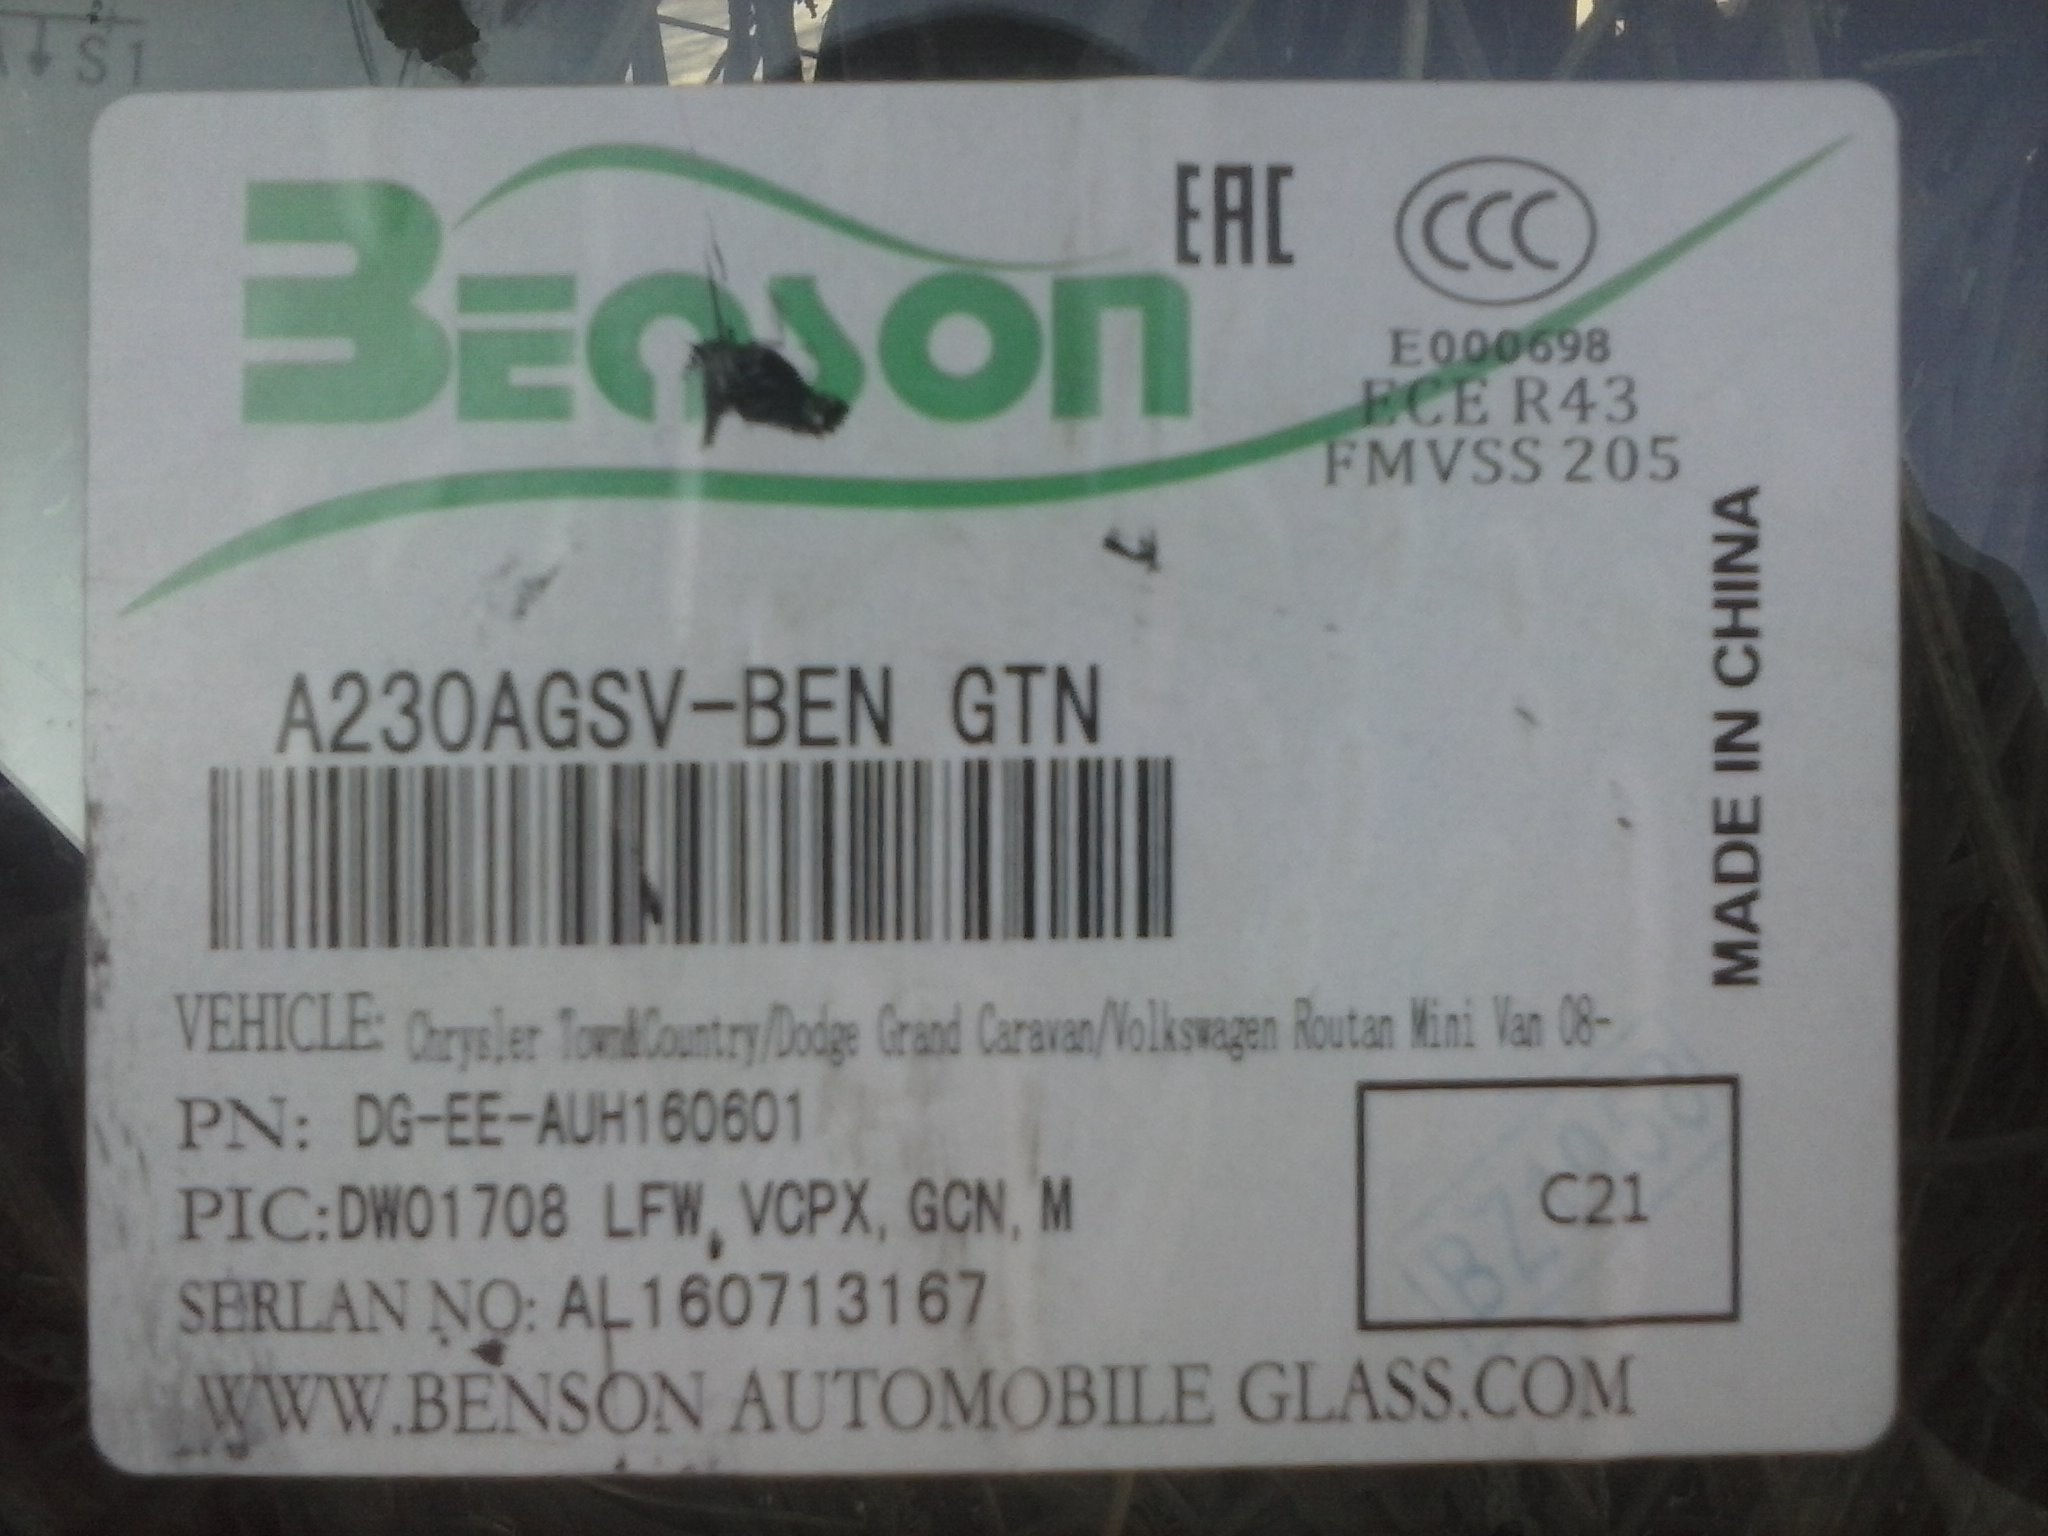 S1
BENSON
EAC
CCC
E000698
ECE R43
FMVSS 205
MADE IN CHINA
A230AGSV-BEN GTN
VEHICLE: Chrysler Town&Country/Dodge Grand Caravan/Volkswagen Routan Mini Van 08-
PN: DG-EE-AUH160601
PIC:DW01708 LFW, VCPX, GCN, M
C21
SERLAN NO: AL160713167
WWW.BENSON AUTOMOBILE GLASS.COM